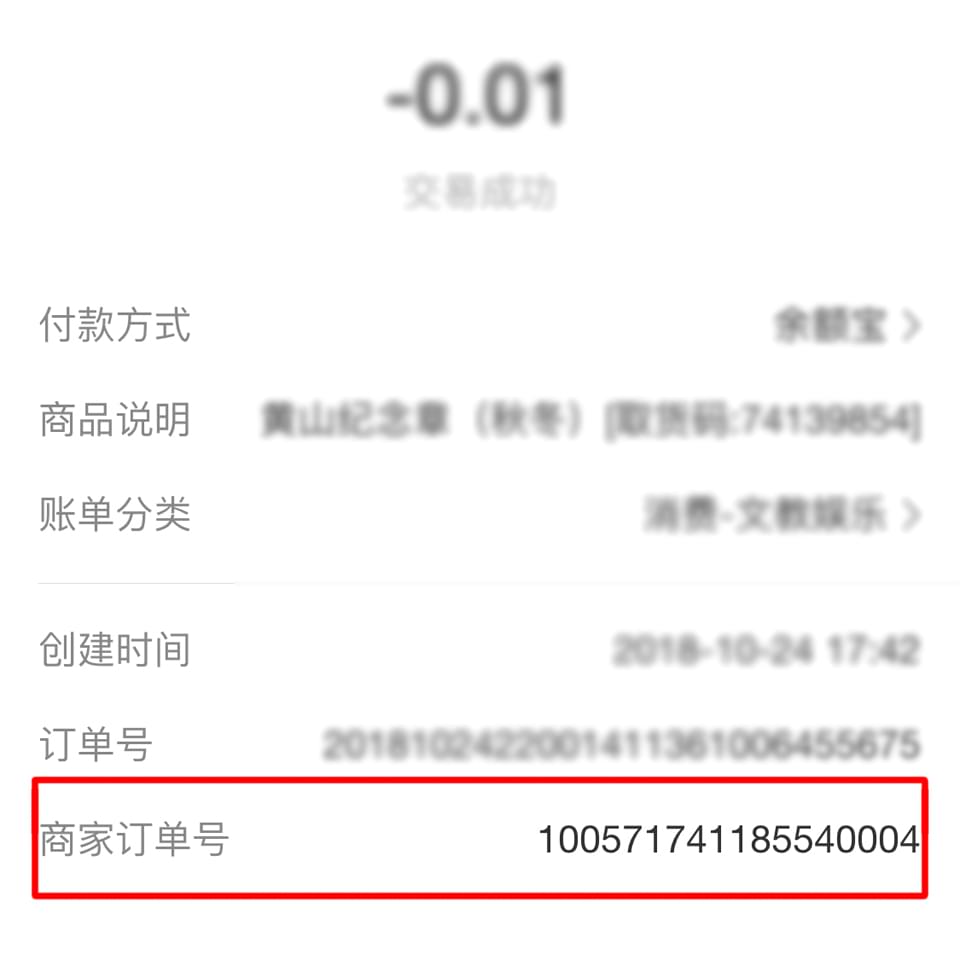 -0.01
交易成功
付款方式 余额宝
商品说明 黄山纪念章（秋冬）[取货码:74139854]
账单分类 消费-文教娱乐
创建时间 2018-10-24 17:42
订单号 2018102422001411361006455675
商家订单号 100571741185540004